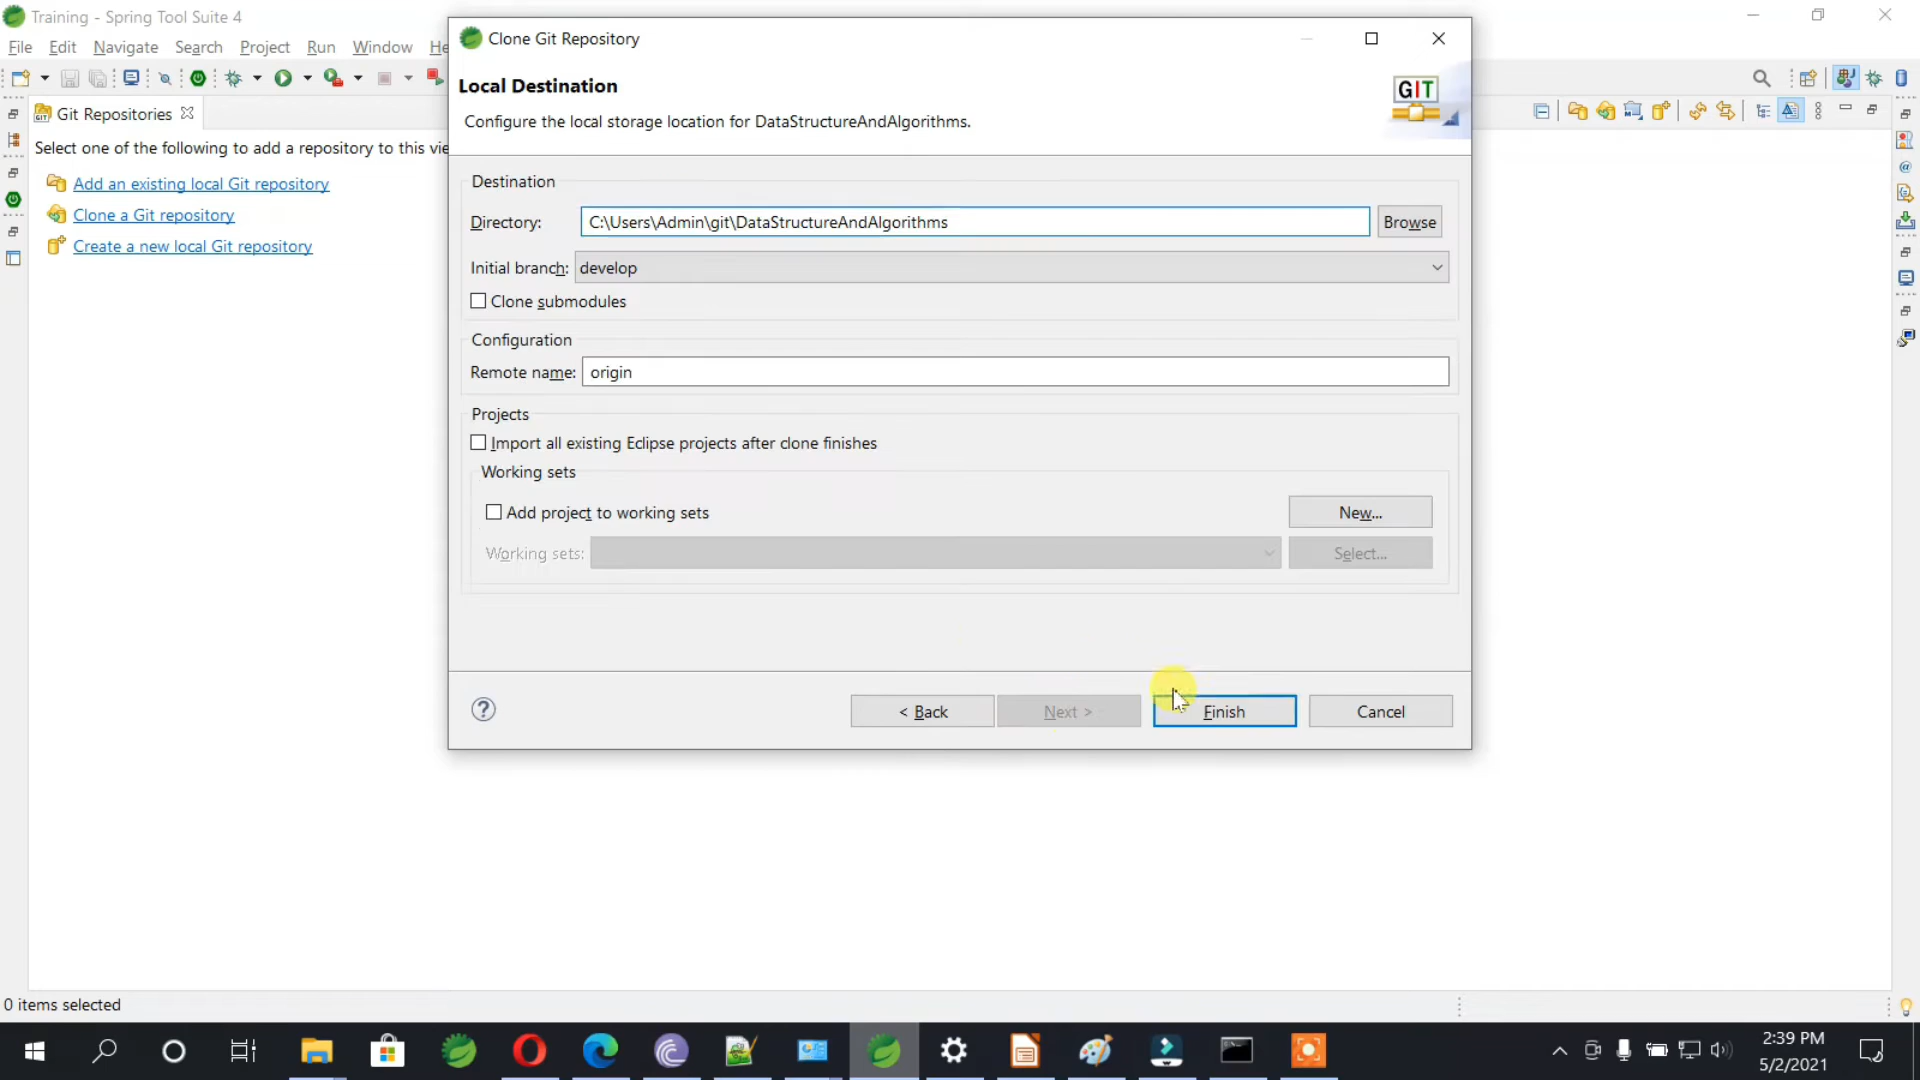 Training - Spring Tool Suite 4
File Edit Navigate Search Project Run Window He
Git Repositories
Select one of the following to add a repository to this vie
Add an existing local Git repository
Clone a Git repository
Create a new local Git repository
Clone Git Repository
Local Destination
Configure the local storage location for DataStructureAndAlgorithms.
GIT
Destination
Directory: C:\Users\Admin\git\DataStructureAndAlgorithms Browse
Initial branch: develop
Clone submodules
Configuration
Remote name: origin
Projects
Import all existing Eclipse projects after clone finishes
Working sets
Add project to working sets New...
Working sets: Select...
< Back Next > Finish Cancel
0 items selected
2:39 PM
5/2/2021